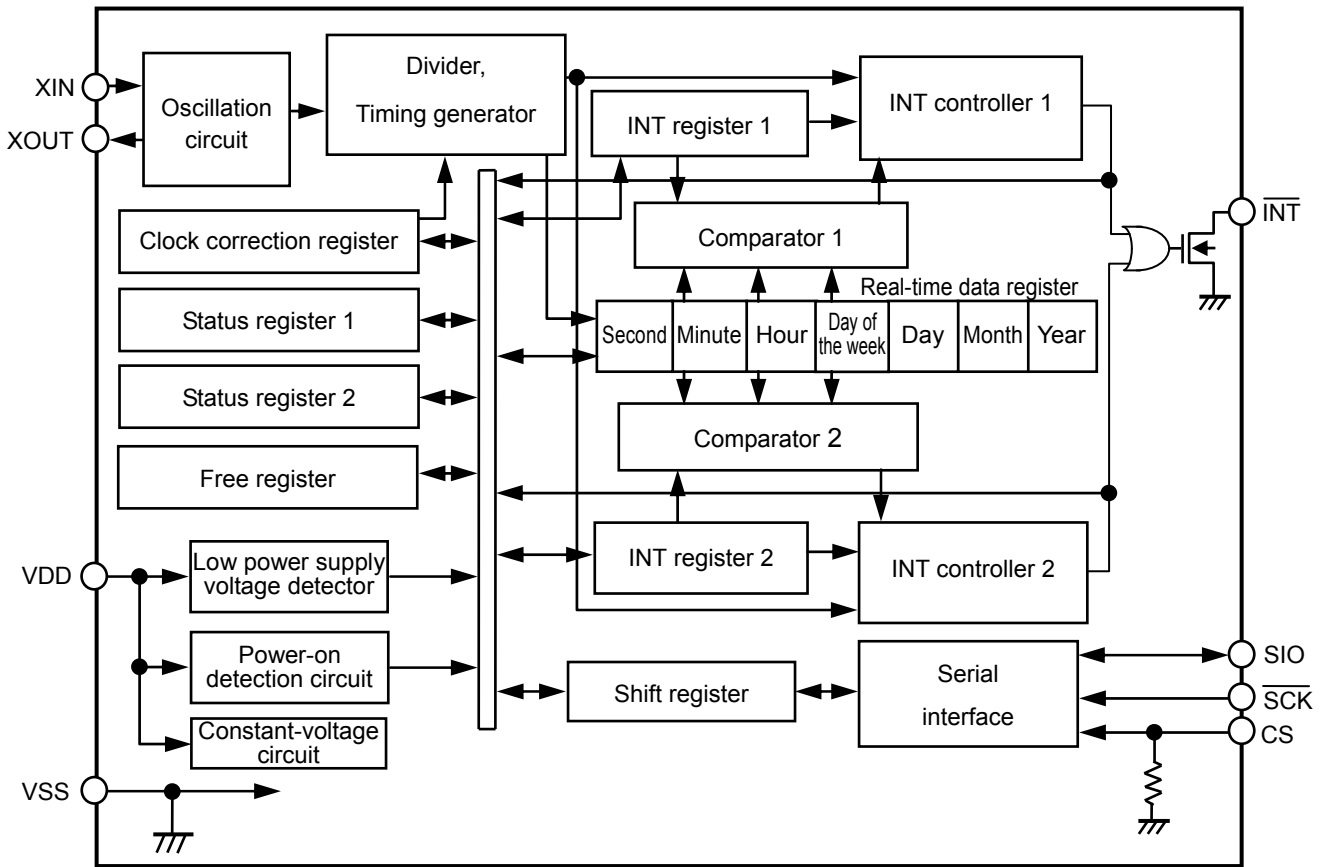 XIN
XOUT
Oscillation
circuit
Divider,
Timing generator
INT register 1
INT controller 1
Clock correction register
Comparator 1
INT
Real-time data register
Status register 1
Second
Minute
Hour
Day of
the week
Day
Month
Year
Status register 2
Comparator 2
Free register
VDD
Low power supply
voltage detector
INT register 2
INT controller 2
Power-on
detection circuit
Shift register
Serial
interface
SIO
SCK
CS
Constant-voltage
circuit
VSS